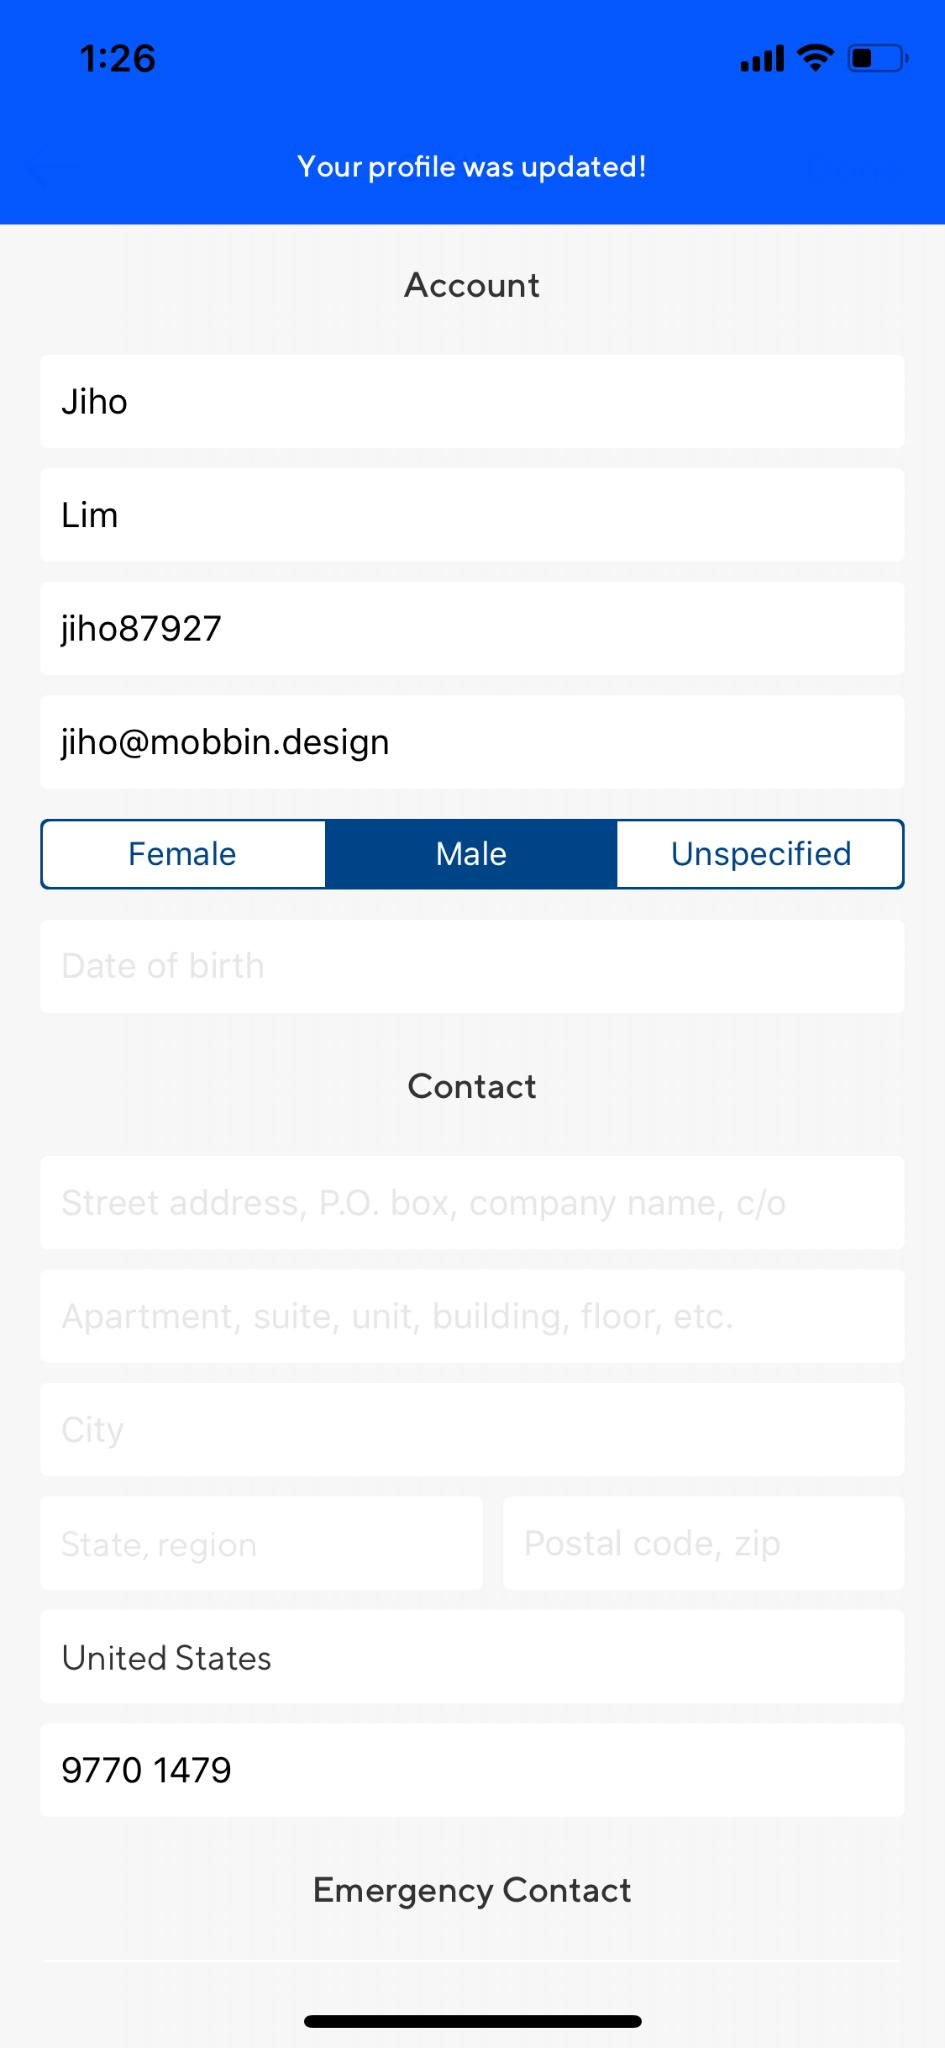 1:26
Your profile was updated!
Account
Jiho
Lim
jiho87927
jiho@mobbin.design
Female Male Unspecified
Date of birth
Contact
Street address, P.O. box, company name, c/o
Apartment, suite, unit, building, floor, etc.
City
State, region Postal code, zip
United States
9770 1479
Emergency Contact